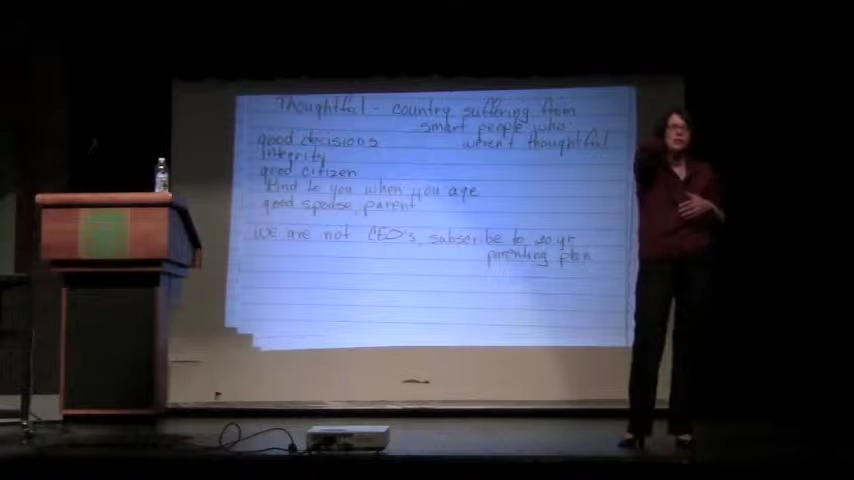 Thoughtful - country suffering from
smart people who
good decisions weren't thoughtful
Integrity
good citizen
Kind to you when you age
good spouse, parent
We are not CEO's, subscribe to 20 yr
parenting plan